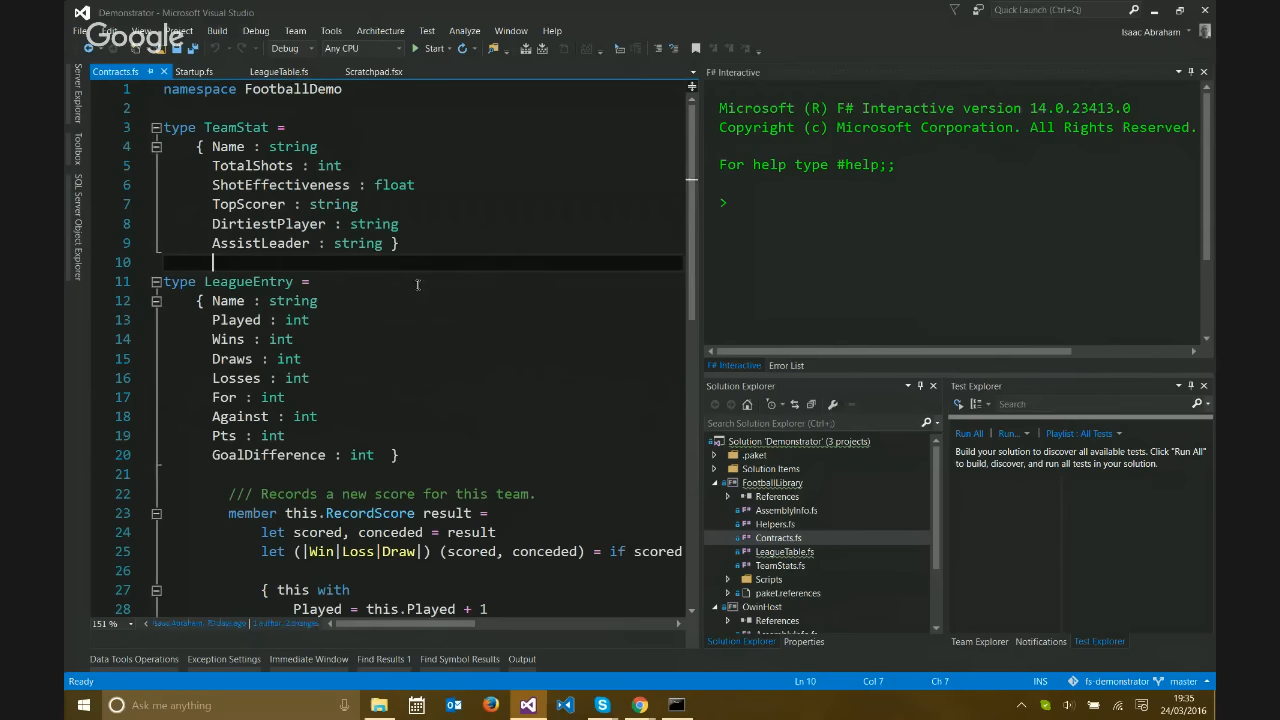 Demonstrator - Microsoft Visual Studio
Quick Launch (Ctrl+Q)
Google
Project Build Debug Team Tools Architecture Test Analyze Window Help
Isaac Abraham
Debug Any CPU Start
Contracts.fs Startup.fs LeagueTable.fs Scratchpad.fsx
Server Explorer
Toolbox
SQL Server Object Explorer
1 namespace FootballDemo
2
3 type TeamStat =
4 { Name : string
5 TotalShots : int
6 ShotEffectiveness : float
7 TopScorer : string
8 DirtiestPlayer : string
9 AssistLeader : string }
10
11 type LeagueEntry =
12 { Name : string
13 Played : int
14 Wins : int
15 Draws : int
16 Losses : int
17 For : int
18 Against : int
19 Pts : int
20 GoalDifference : int }
21
22 /// Records a new score for this team.
23 member this.RecordScore result =
24 let scored, conceded = result
25 let (|Win|Loss|Draw|) (scored, conceded) = if scored
26
27 { this with
28 Played = this.Played + 1
151 %
2 changes
F# Interactive
Microsoft (R) F# Interactive version 14.0.23413.0
Copyright (c) Microsoft Corporation. All Rights Reserved.
For help type #help;;
>
F# Interactive Error List
Solution Explorer
Search Solution Explorer (Ctrl+;)
Solution 'Demonstrator' (3 projects)
.paket
Solution Items
FootballLibrary
References
AssemblyInfo.fs
Helpers.fs
Contracts.fs
LeagueTable.fs
TeamStats.fs
Scripts
paket.references
OwinHost
References
Solution Explorer Properties
Test Explorer
Search
Run All Run... Playlist : All Tests
Build your solution to discover all available tests. Click "Run All"
to build, discover, and run all tests in your solution.
Team Explorer Notifications Test Explorer
Data Tools Operations Exception Settings Immediate Window Find Results 1 Find Symbol Results Output
Ready Ln 10 Col 7 Ch 7 INS fs-demonstrator master
Ask me anything
19:35
24/03/2016